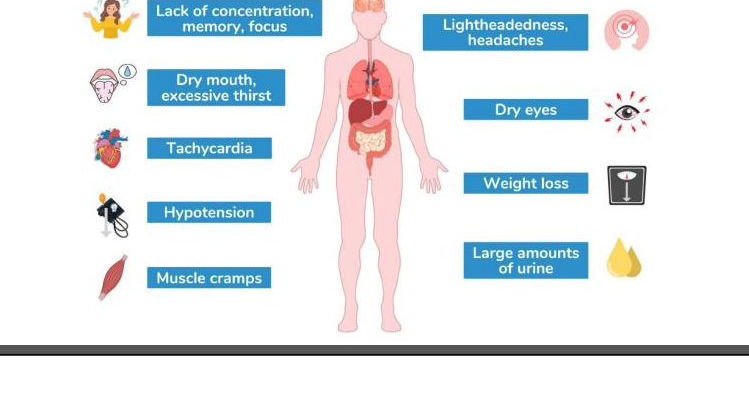 Lack of concentration,
memory, focus
Dry mouth,
excessive thirst
Tachycardia
Hypotension
Muscle cramps
Lightheadedness,
headaches
Dry eyes
Weight loss
Large amounts
of urine